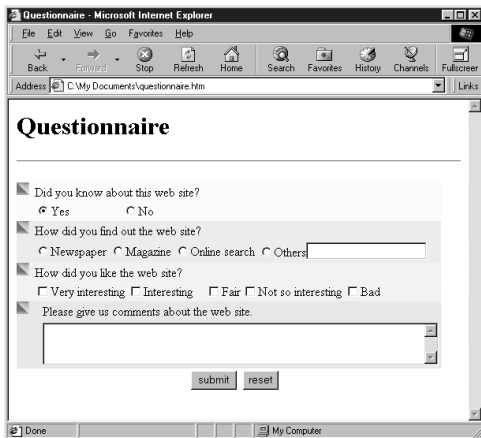 Questionnaire - Microsoft Internet Explorer
File Edit View Go Favorites Help
Back Forward Stop Refresh Home Search Favorites History Channels Fullscreen
Address C:\My Documents\questionnaire.htm Links
Questionnaire
Did you know about this web site?
Yes No
How did you find out the web site?
Newspaper Magazine Online search Others
How did you like the web site?
Very interesting Interesting Fair Not so interesting Bad
Please give us comments about the web site.
submit reset
Done My Computer